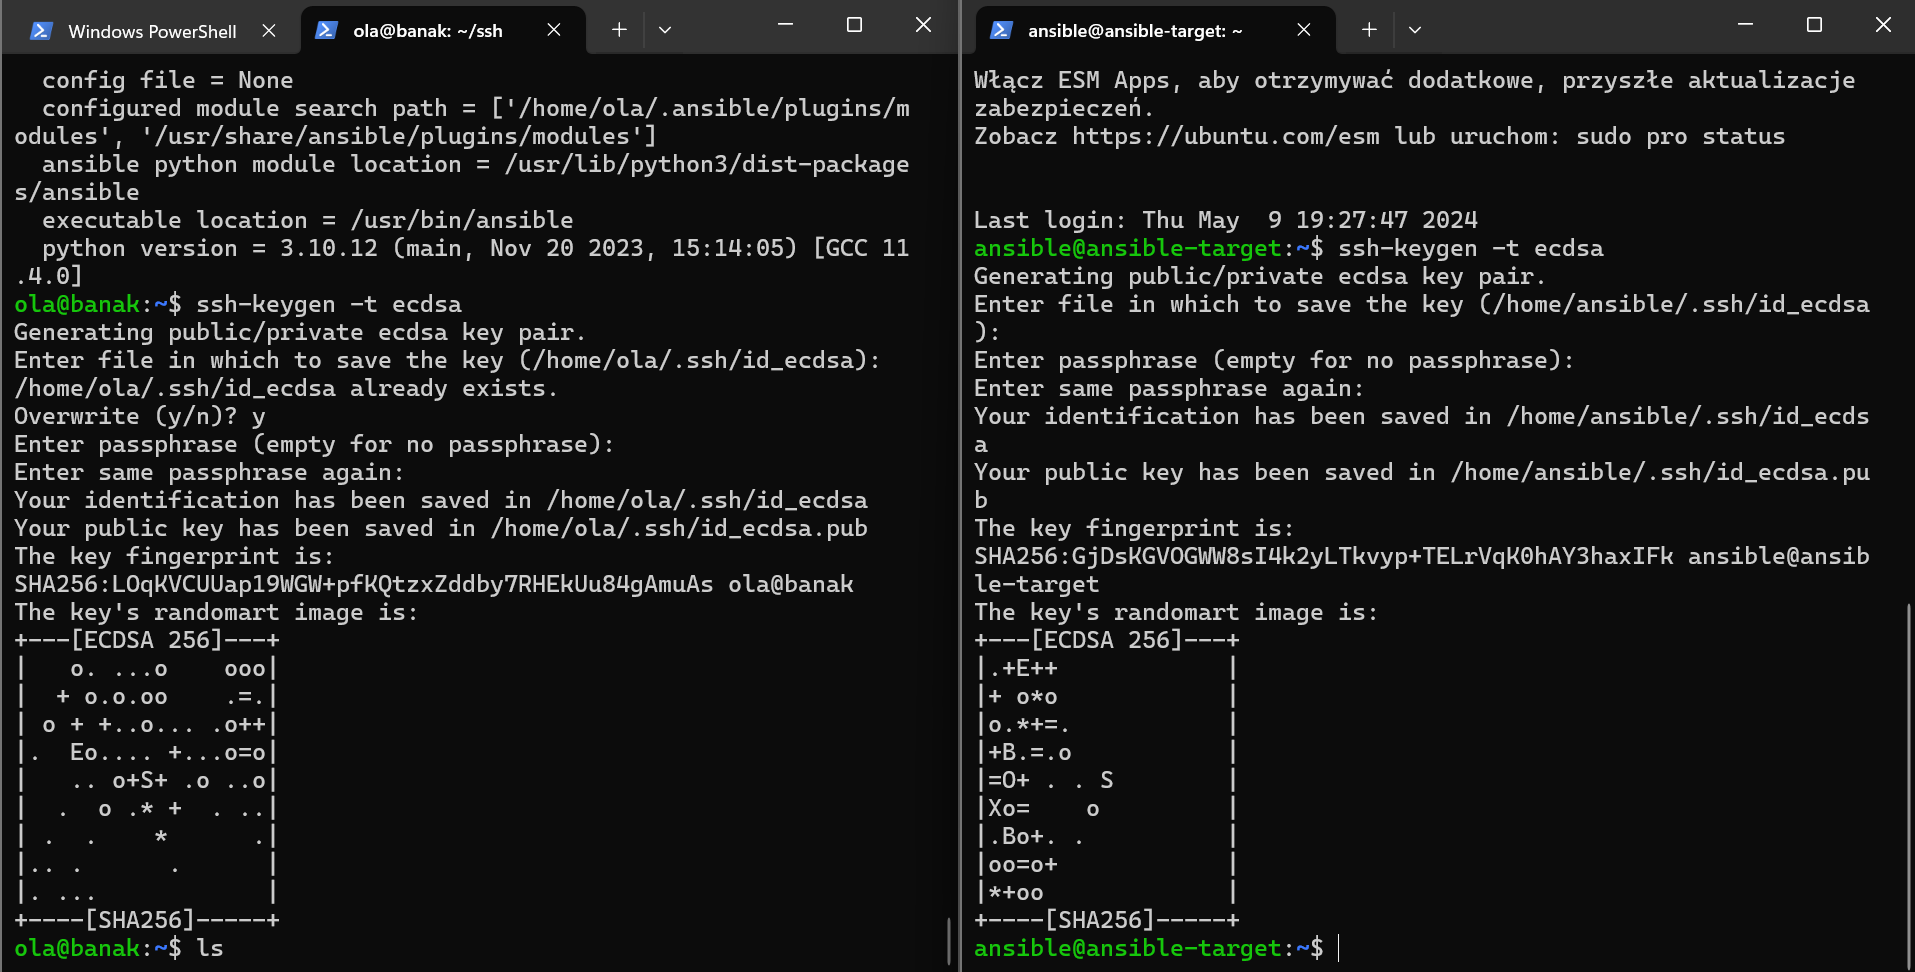 Windows PowerShell
ola@banak: ~/ssh
config file = None
configured module search path = ['/home/ola/.ansible/plugins/m
odules', '/usr/share/ansible/plugins/modules']
ansible python module location = /usr/lib/python3/dist-package
s/ansible
executable location = /usr/bin/ansible
python version = 3.10.12 (main, Nov 20 2023, 15:14:05) [GCC 11
.4.0]
ola@banak:~$ ssh-keygen -t ecdsa
Generating public/private ecdsa key pair.
Enter file in which to save the key (/home/ola/.ssh/id_ecdsa):
/home/ola/.ssh/id_ecdsa already exists.
Overwrite (y/n)? y
Enter passphrase (empty for no passphrase):
Enter same passphrase again:
Your identification has been saved in /home/ola/.ssh/id_ecdsa
Your public key has been saved in /home/ola/.ssh/id_ecdsa.pub
The key fingerprint is:
SHA256:LOqKVCUUap19WGW+pfKQtzxZddby7RHEkUu84gAmuAs ola@banak
The key's randomart image is:
+---[ECDSA 256]---+
|   o. ...o    ooo|
|  + o.o.oo    .=.|
| o + +..o... .o++|
|.  Eo.... +...o=o|
|   .. o+S+ .o ..o|
|  .  o .* +  . ..|
| .  .    *      .|
|.. .      .      |
|. ...            |
+----[SHA256]-----+
ola@banak:~$ ls
ansible@ansible-target: ~
Włącz ESM Apps, aby otrzymywać dodatkowe, przyszłe aktualizacje
zabezpieczeń.
Zobacz https://ubuntu.com/esm lub uruchom: sudo pro status
Last login: Thu May  9 19:27:47 2024
ansible@ansible-target:~$ ssh-keygen -t ecdsa
Generating public/private ecdsa key pair.
Enter file in which to save the key (/home/ansible/.ssh/id_ecdsa
):
Enter passphrase (empty for no passphrase):
Enter same passphrase again:
Your identification has been saved in /home/ansible/.ssh/id_ecds
a
Your public key has been saved in /home/ansible/.ssh/id_ecdsa.pu
b
The key fingerprint is:
SHA256:GjDsKGVOGWW8sI4k2yLTkvyp+TELrVqK0hAY3haxIFk ansible@ansib
le-target
The key's randomart image is:
+---[ECDSA 256]---+
|.+E++            |
|+ o*o            |
|o.*+=.           |
|+B.=.o           |
|=O+ . . S        |
|Xo=    o         |
|.Bo+. .          |
|oo=o+            |
|*+oo             |
+----[SHA256]-----+
ansible@ansible-target:~$